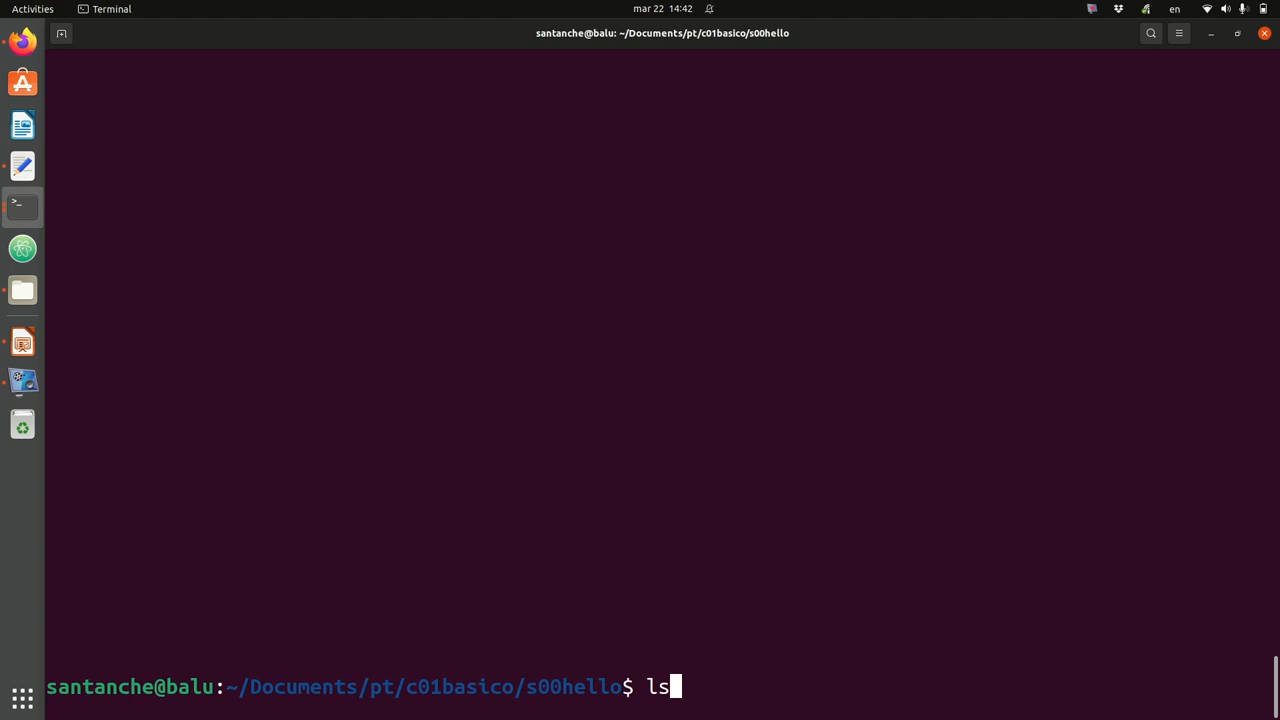 Activities
Terminal
mar 22 14:42
en
santanche@balu: ~/Documents/pt/c01basico/s00hello
santanche@balu:~/Documents/pt/c01basico/s00hello$ ls